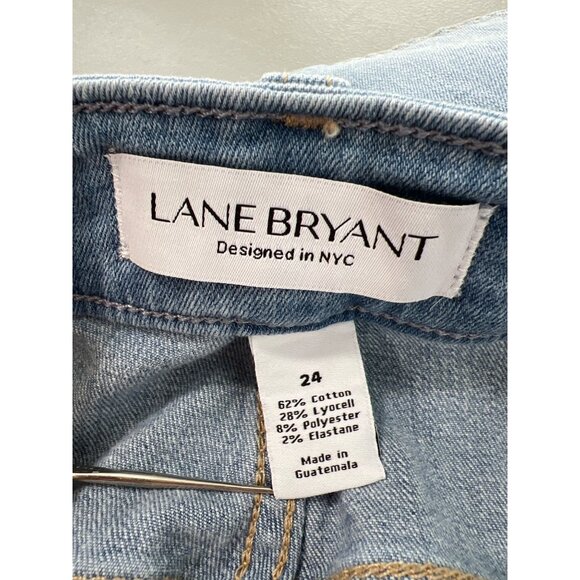 LANE BRYANT
Designed in NYC
24
62% Cotton
28% Lyocell
8% Polyester
2% Elastane
Made in
Guatemala